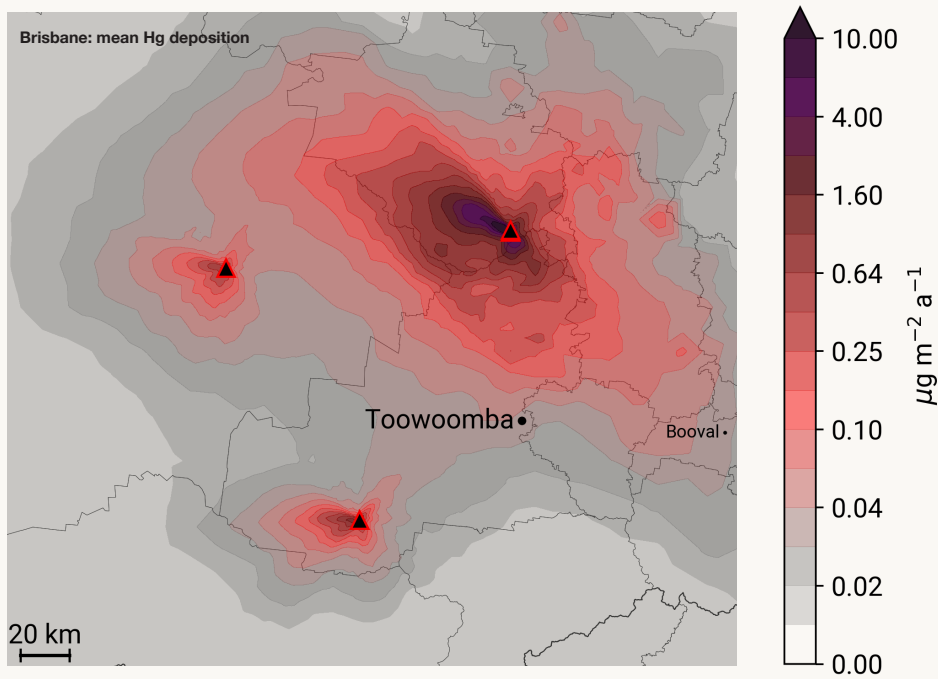 Brisbane: mean Hg deposition
Toowoomba
Booval
20 km
10.00
4.00
1.60
0.64
0.25
0.10
0.04
0.02
0.00
μg m⁻² a⁻¹